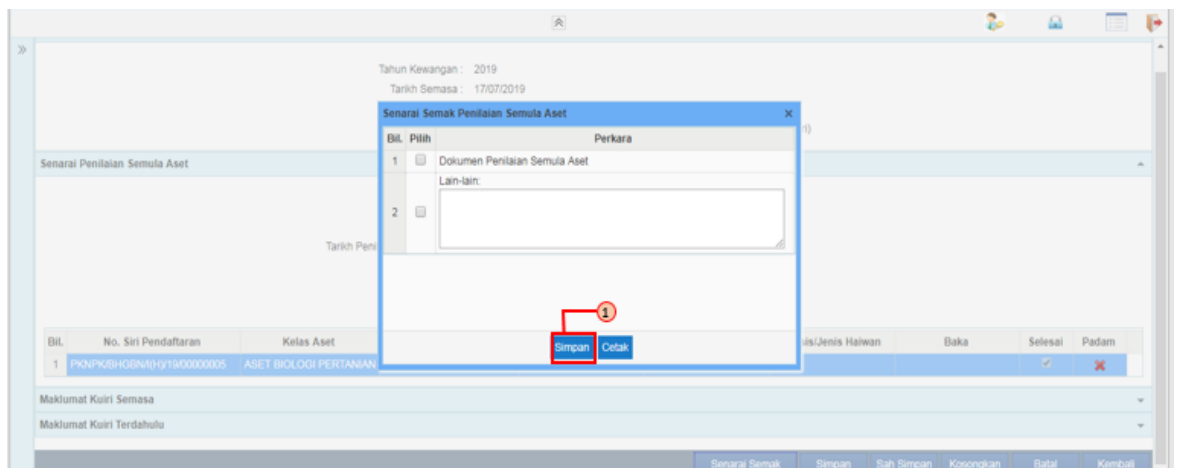 Tahun Kewangan : 2019
Tarikh Semasa : 17/07/2019
Senarai Semak Penilaian Semula Aset
Bil. Pilih Perkara
1 Dokumen Penilaian Semula Aset
Lain-lain:
2
1
Simpan Cetak
Senarai Penilaian Semula Aset
Tarikh Peni
Bil. No. Siri Pendaftaran Kelas Aset is/Jenis Haiwan Baka Selesai Padam
1 PKNPK/BHGBN/I(H)/19/00000005 ASET BIOLOGI PERTANIAN
Maklumat Kuiri Semasa
Maklumat Kuiri Terdahulu
Senarai Semak Simpan Sah Simpan Kosongkan Batal Kembali